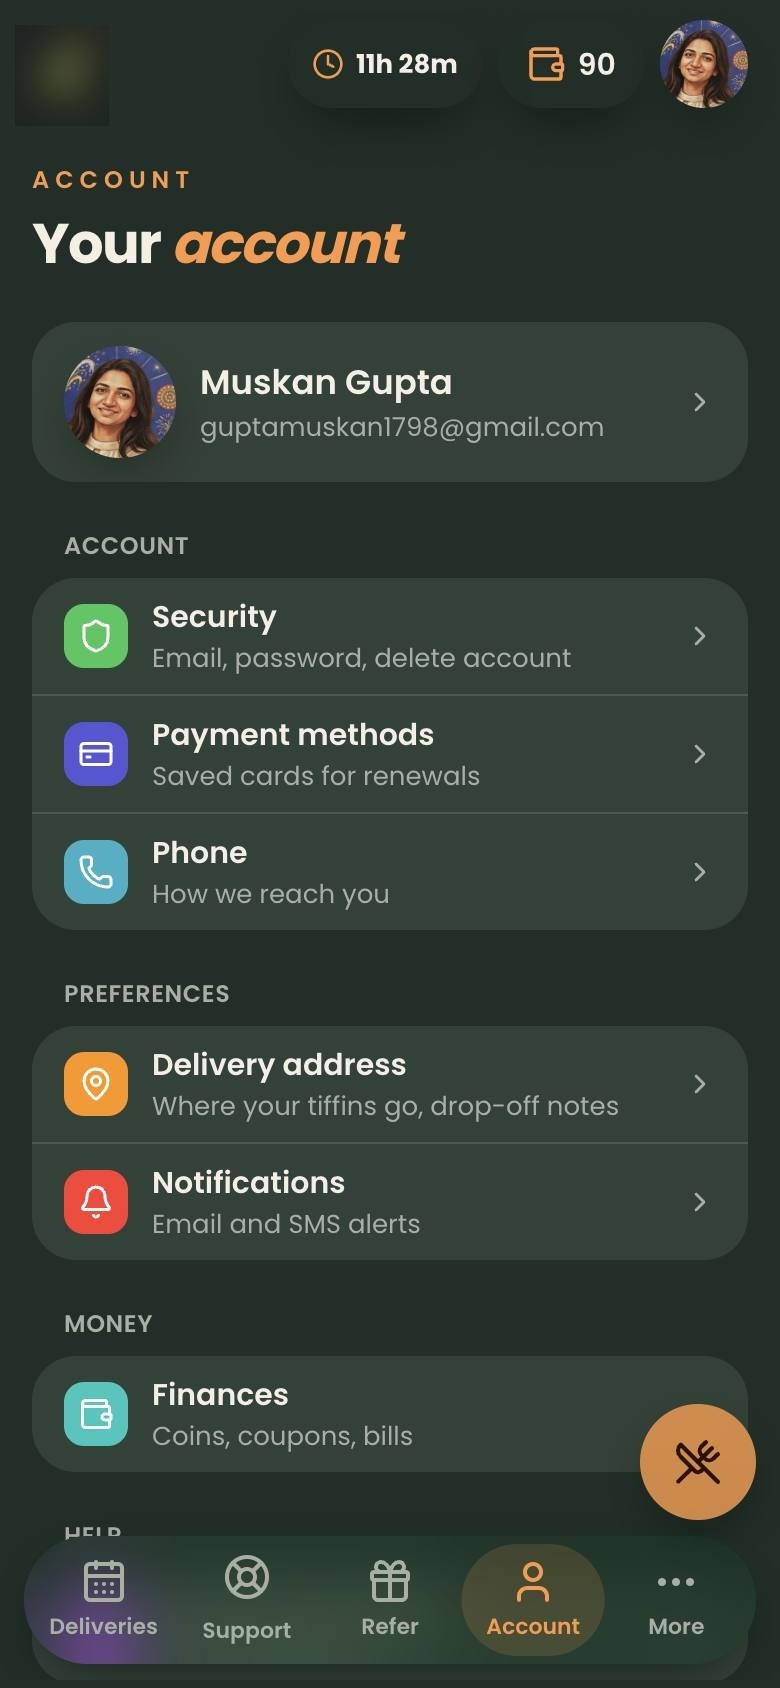 11h 28m
90
ACCOUNT
Your account
Muskan Gupta
guptamuskan1798@gmail.com
ACCOUNT
Security
Email, password, delete account
Payment methods
Saved cards for renewals
Phone
How we reach you
PREFERENCES
Delivery address
Where your tiffins go, drop-off notes
Notifications
Email and SMS alerts
MONEY
Finances
Coins, coupons, bills
HELP
Deliveries
Support
Refer
Account
More